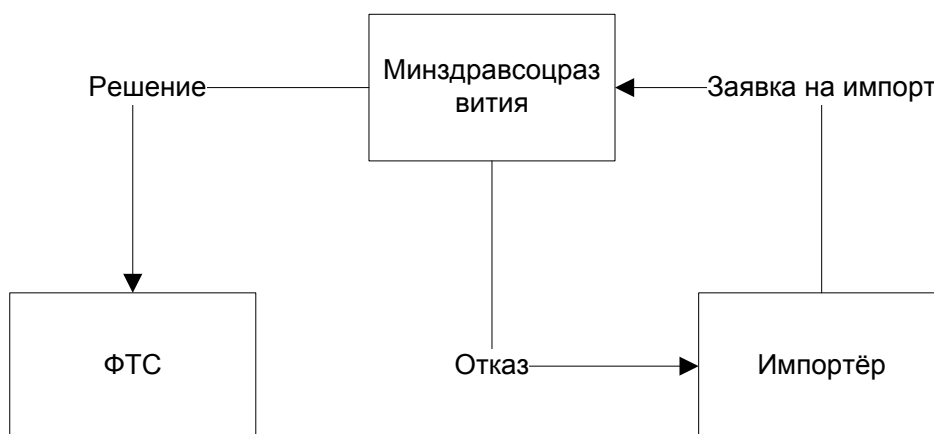 Минздравсоцраз
вития
Решение
Заявка на импорт
ФТС
Отказ
Импортёр